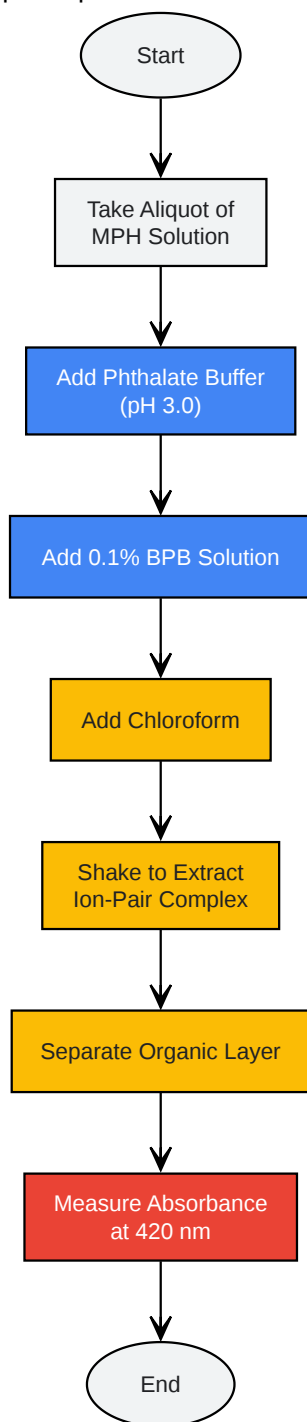 Start
Take Aliquot of
MPH Solution
Add Phthalate Buffer
(pH 3.0)
Add 0.1% BPB Solution
Add Chloroform
Shake to Extract
Ion-Pair Complex
Separate Organic Layer
Measure Absorbance
at 420 nm
End